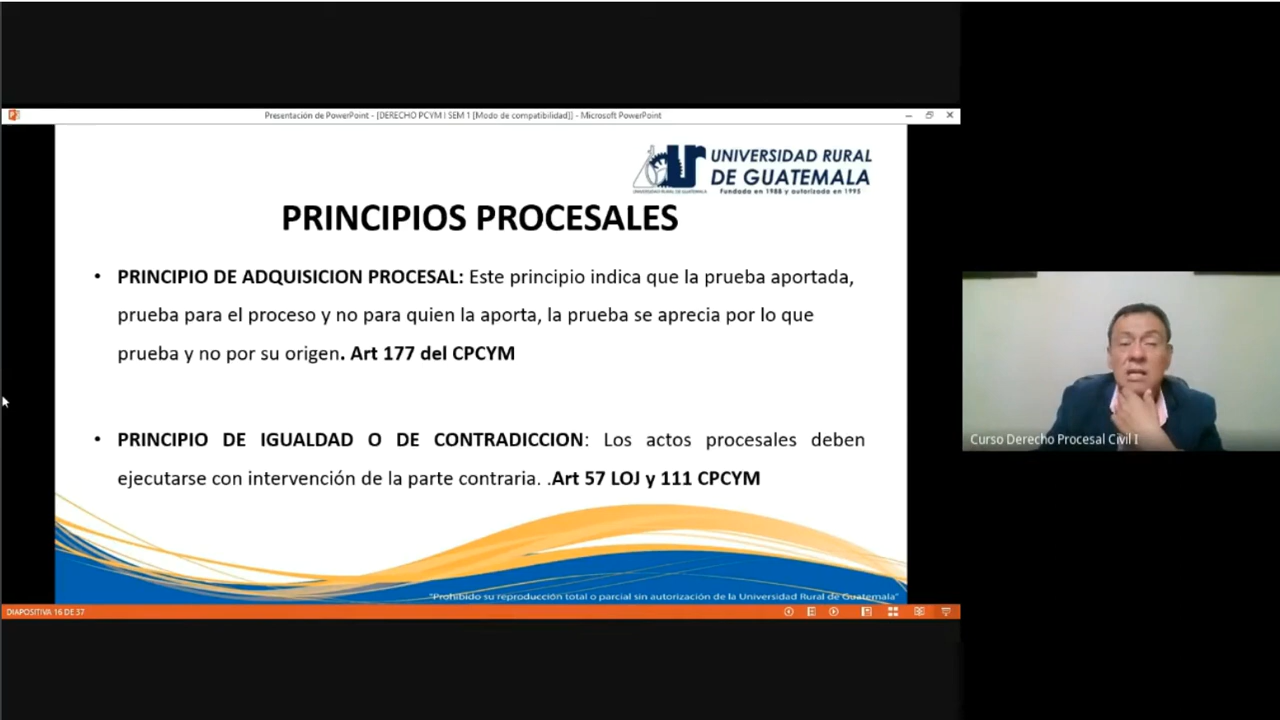 Presentación de PowerPoint - [DERECHO PCYM I SEM 1 [Modo de compatibilidad]] - Microsoft PowerPoint
UNIVERSIDAD RURAL
DE GUATEMALA
Fundada en 1988 y autorizada en 1995
PRINCIPIOS PROCESALES
• PRINCIPIO DE ADQUISICION PROCESAL: Este principio indica que la prueba aportada,
prueba para el proceso y no para quien la aporta, la prueba se aprecia por lo que
prueba y no por su origen. Art 177 del CPCYM
• PRINCIPIO DE IGUALDAD O DE CONTRADICCION: Los actos procesales deben
ejecutarse con intervención de la parte contraria. .Art 57 LOJ y 111 CPCYM
"Prohibido su reproducción total o parcial sin autorización de la Universidad Rural de Guatemala"
DIAPOSITIVA 16 DE 37
Curso Derecho Procesal Civil I